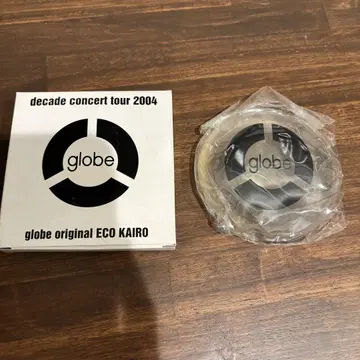 decade concert tour 2004
globe
globe original ECO KAIRO
globe